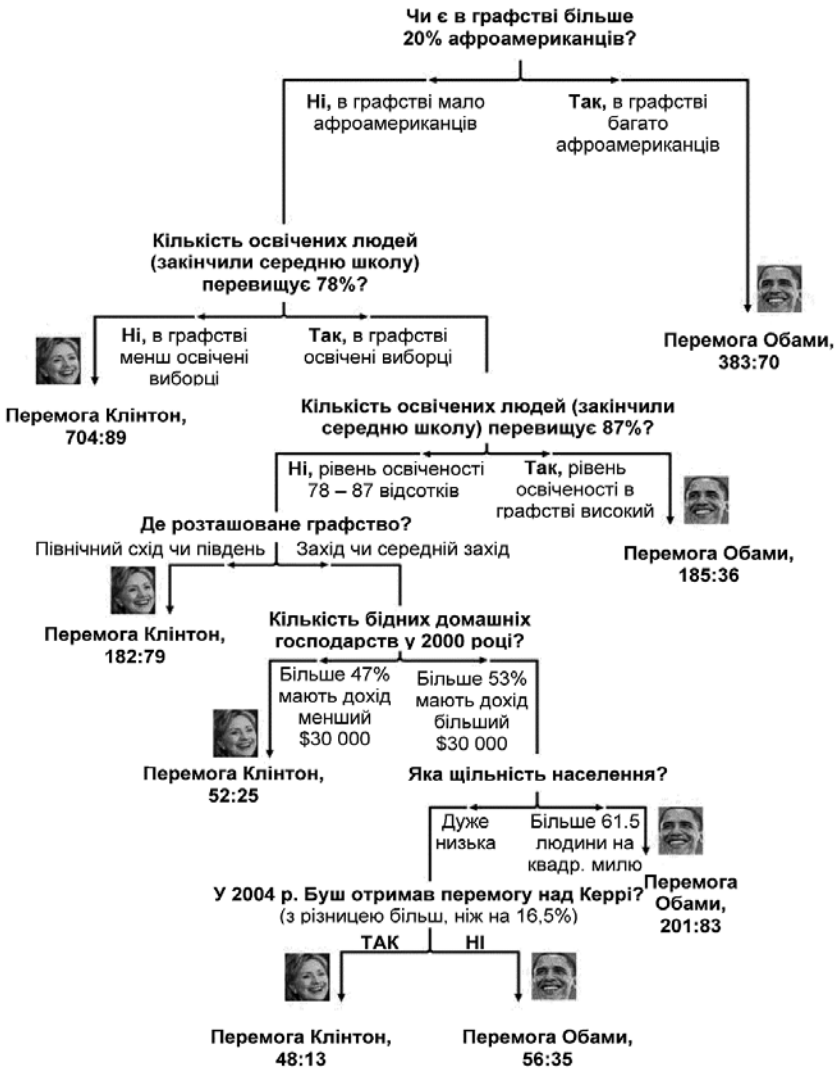 Чи є в графстві більше
20% афроамериканців?
Ні, в графстві мало
афроамериканців
Так, в графстві
багато
афроамериканців
Кількість освічених людей
(закінчили середню школу)
перевищує 78%?
Ні, в графстві
менш освічені
виборці
Так, в графстві
освічені виборці
Перемога Обами,
383:70
Перемога Клінтон,
704:89
Кількість освічених людей (закінчили
середню школу) перевищує 87%?
Ні, рівень освіченості
78 – 87 відсотків
Так, рівень
освіченості в
графстві високий
Де розташоване графство?
Північний схід чи південь
Захід чи середній захід
Перемога Обами,
185:36
Перемога Клінтон,
182:79
Кількість бідних домашніх
господарств у 2000 році?
Більше 47%
мають дохід
менший
$30 000
Більше 53%
мають дохід
більший
$30 000
Перемога Клінтон,
52:25
Яка щільність населення?
Дуже
низька
Більше 61.5
людини на
квадр. милю
Перемога
Обами,
201:83
У 2004 р. Буш отримав перемогу над Керрі?
(з різницею більш, ніж на 16,5%)
ТАК
НІ
Перемога Клінтон,
48:13
Перемога Обами,
56:35